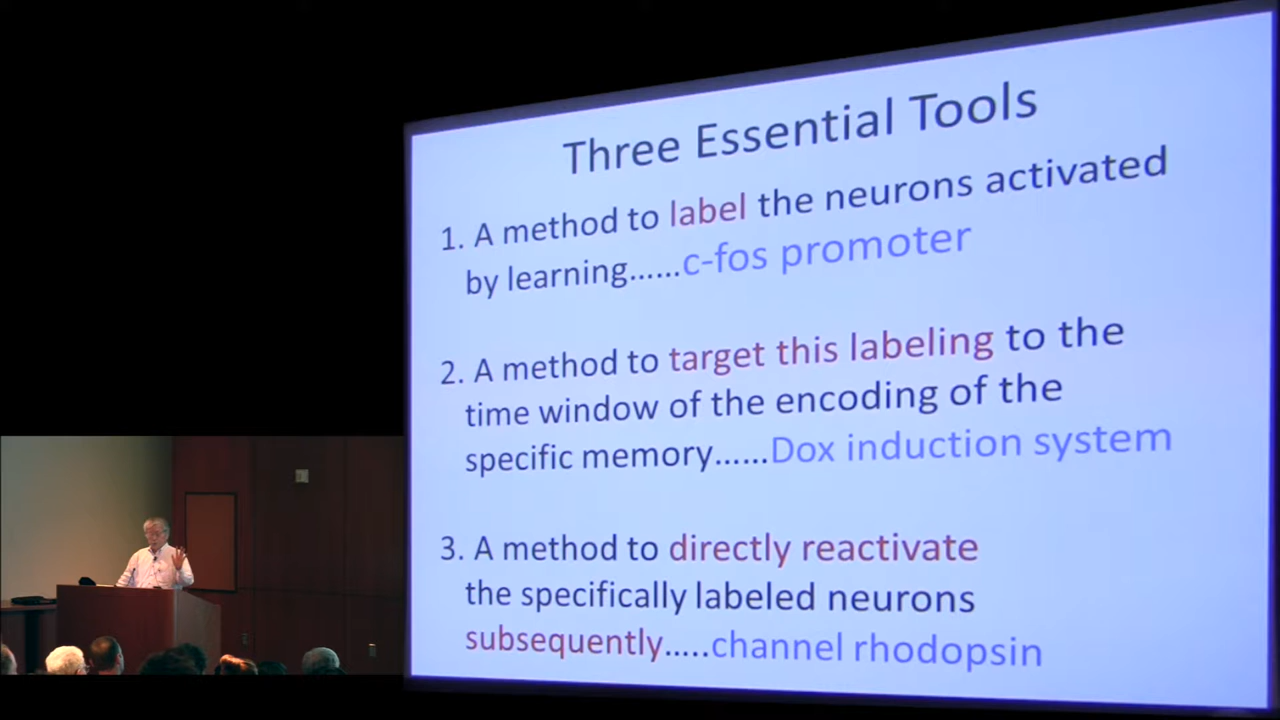 Three Essential Tools
1. A method to label the neurons activated
by learning......c-fos promoter
2. A method to target this labeling to the
time window of the encoding of the
specific memory......Dox induction system
3. A method to directly reactivate
the specifically labeled neurons
subsequently.....channel rhodopsin